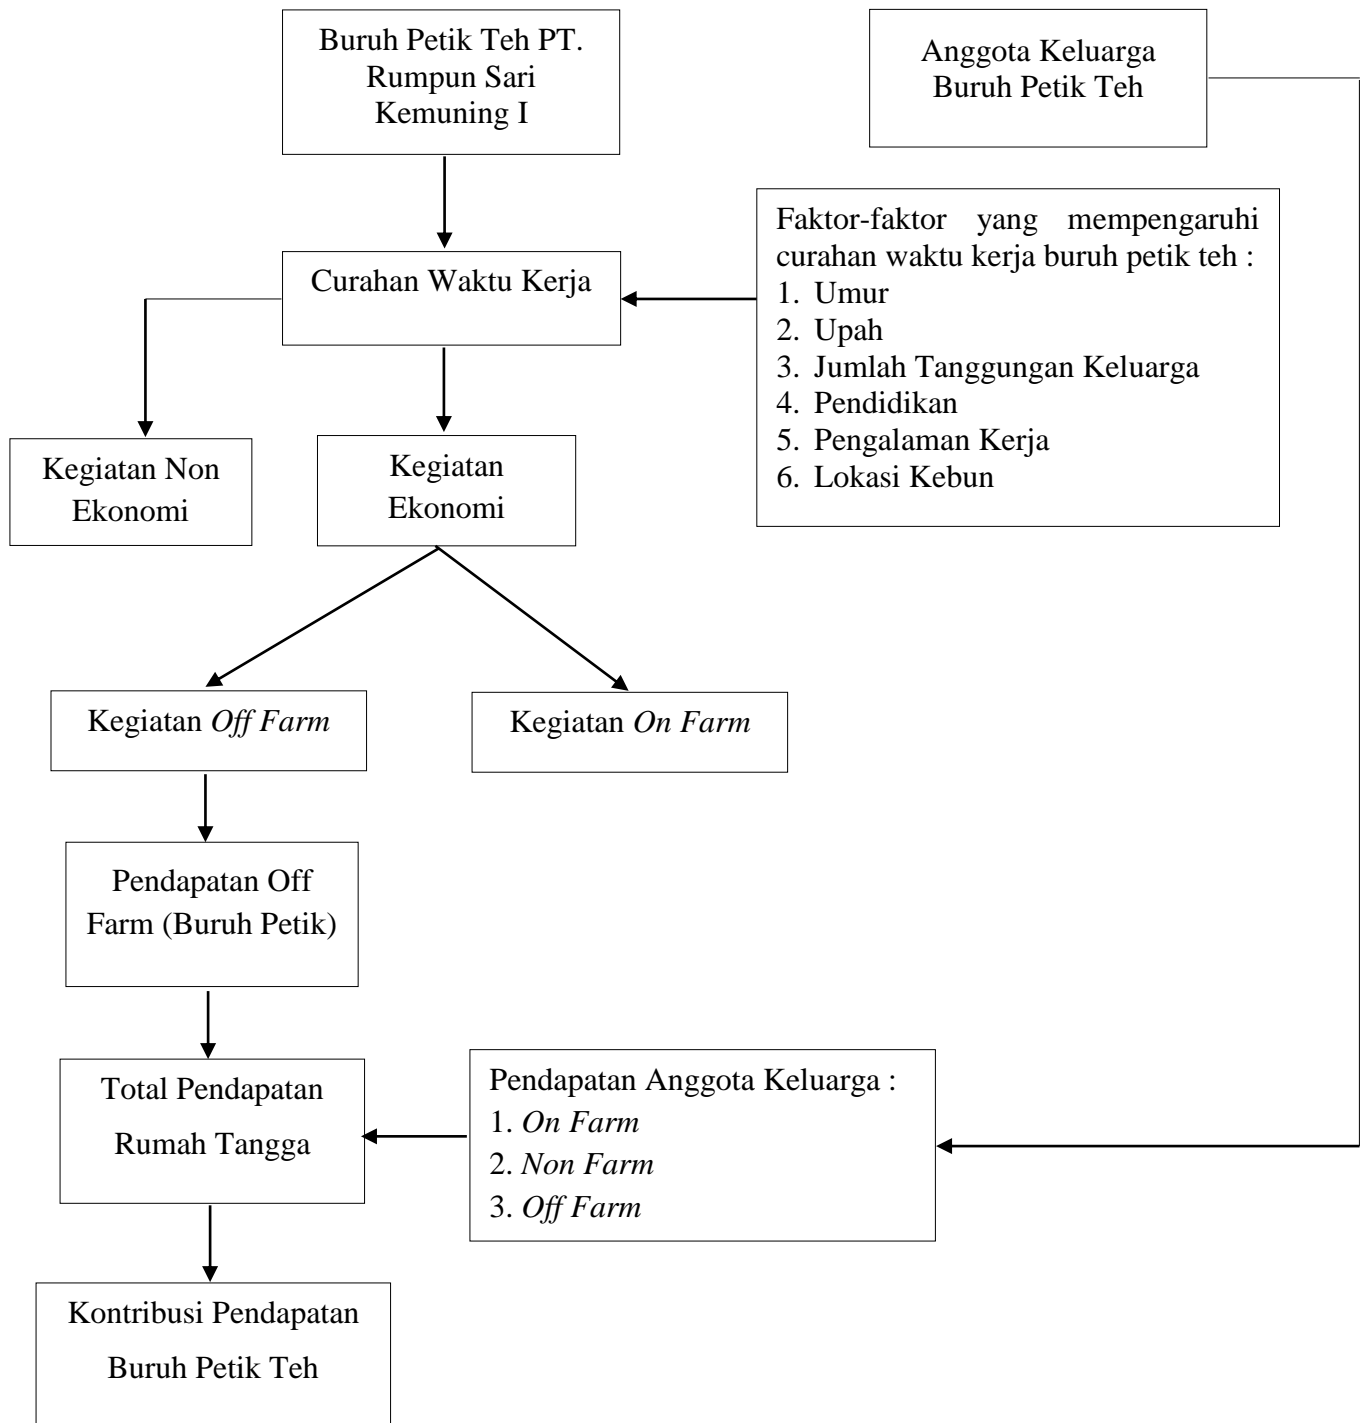 Buruh Petik Teh PT.
Rumpun Sari
Kemuning I
Anggota Keluarga
Buruh Petik Teh
Faktor-faktor yang mempengaruhi
curahan waktu kerja buruh petik teh :
1. Umur
2. Upah
3. Jumlah Tanggungan Keluarga
4. Pendidikan
5. Pengalaman Kerja
6. Lokasi Kebun
Curahan Waktu Kerja
Kegiatan Non
Ekonomi
Kegiatan
Ekonomi
Kegiatan Off Farm
Kegiatan On Farm
Pendapatan Off
Farm (Buruh Petik)
Total Pendapatan
Rumah Tangga
Pendapatan Anggota Keluarga :
1. On Farm
2. Non Farm
3. Off Farm
Kontribusi Pendapatan
Buruh Petik Teh